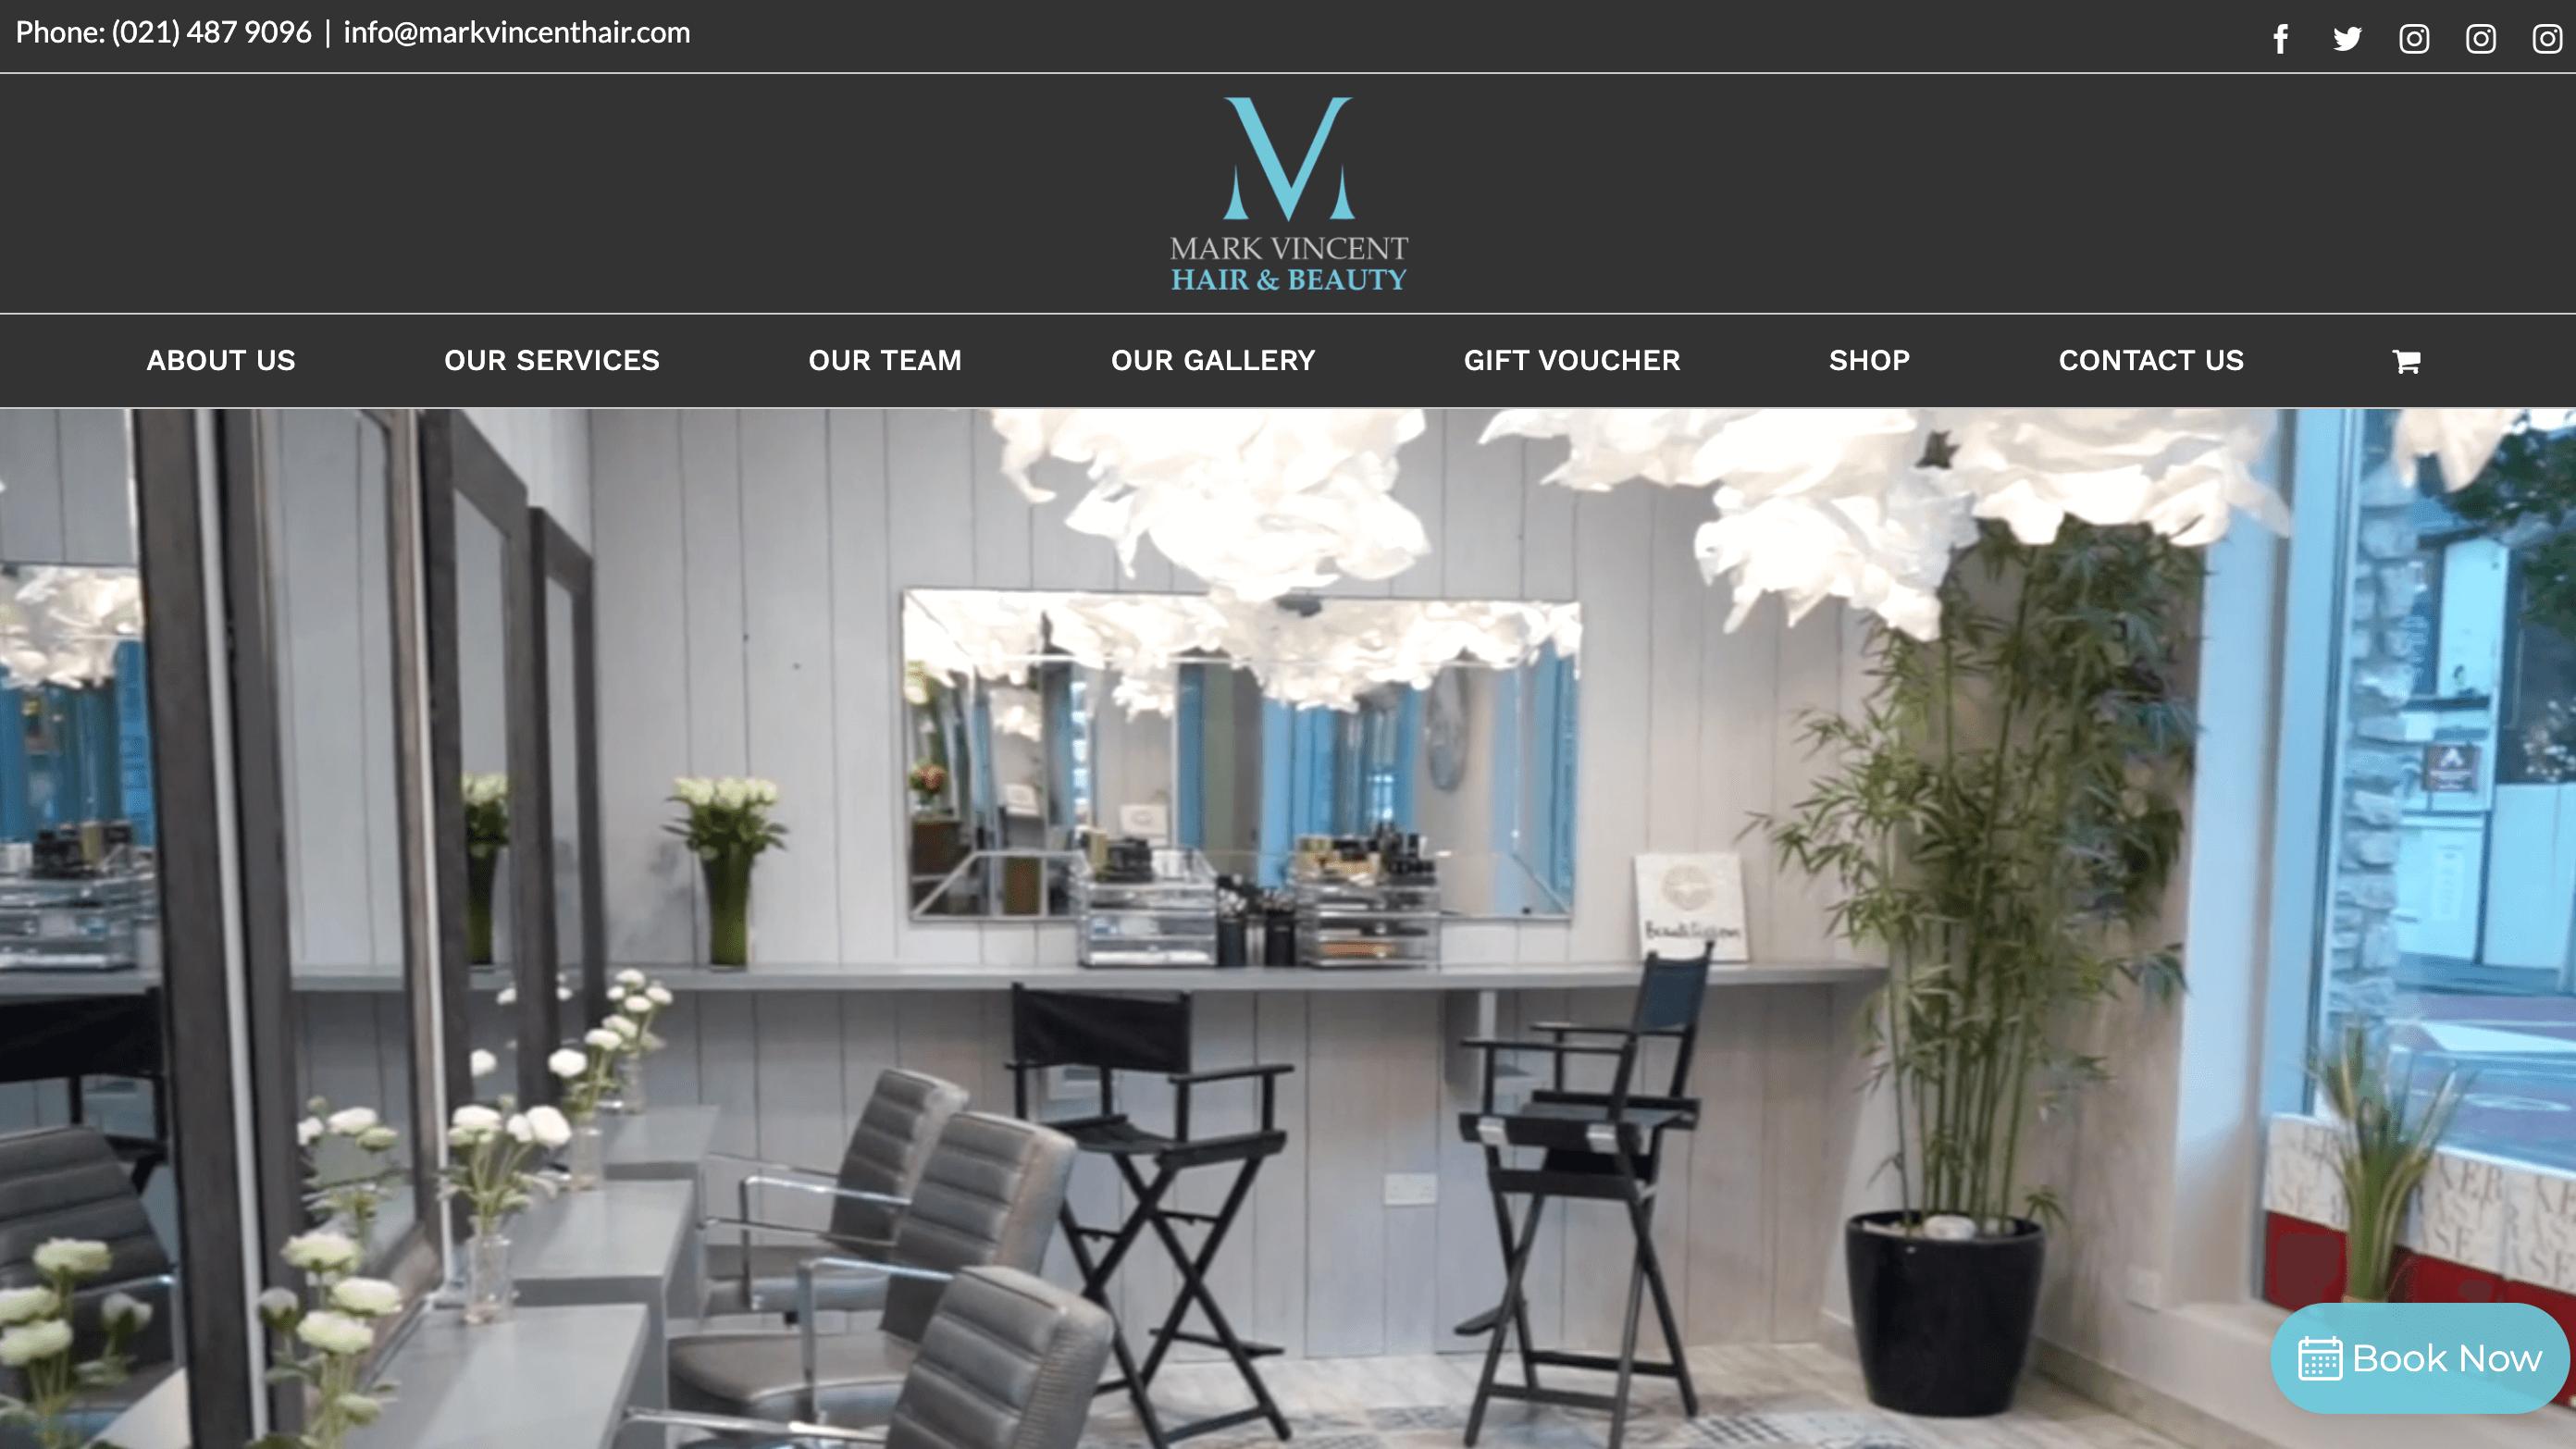 Phone: (021) 487 9096 | info@markvincenthair.com
MARK VINCENT
HAIR & BEAUTY
ABOUT US OUR SERVICES OUR TEAM OUR GALLERY GIFT VOUCHER SHOP CONTACT US
Book Now